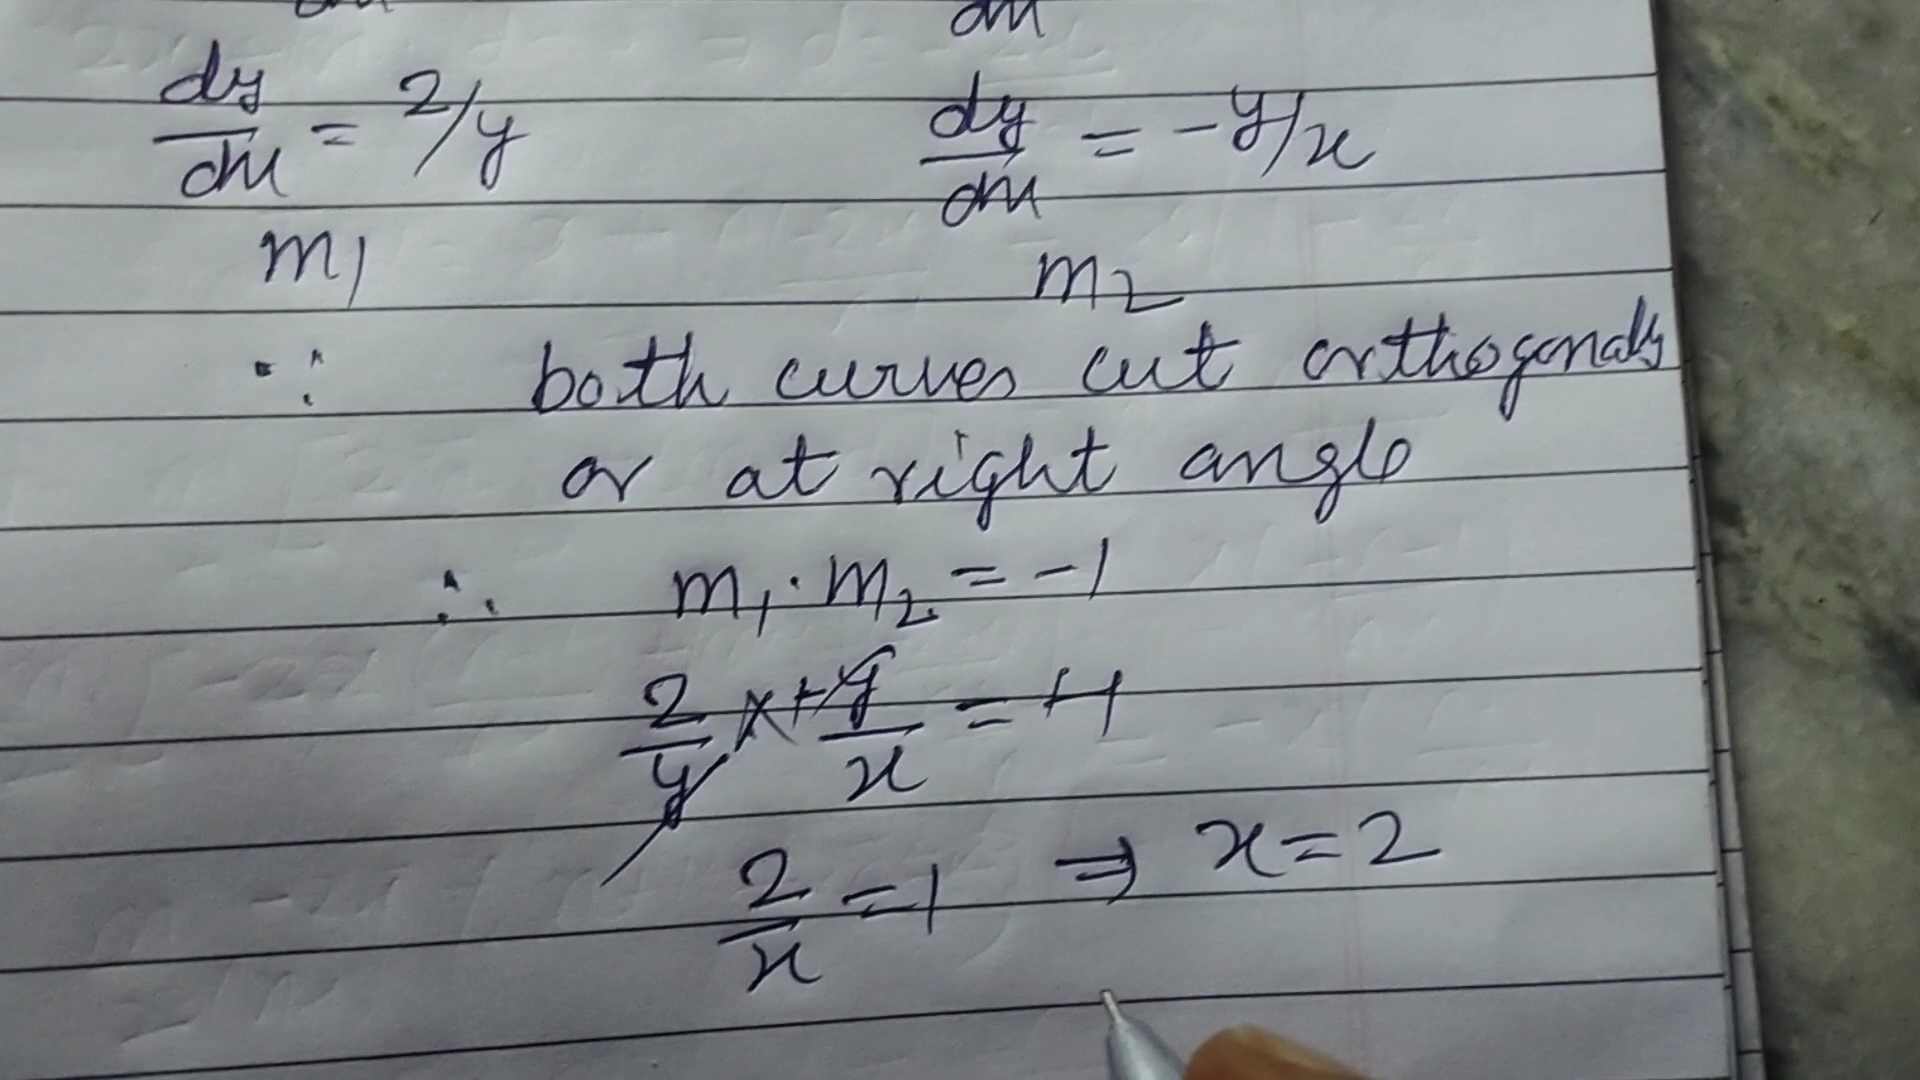 dy/dx = 2/y    dy/dx = -y/x
m1    m2
∵ both curves cut orthogonally
or at right angle
∴ m1 · m2 = -1
2/y × + y/x = +1
2/x = 1 ⇒ x = 2